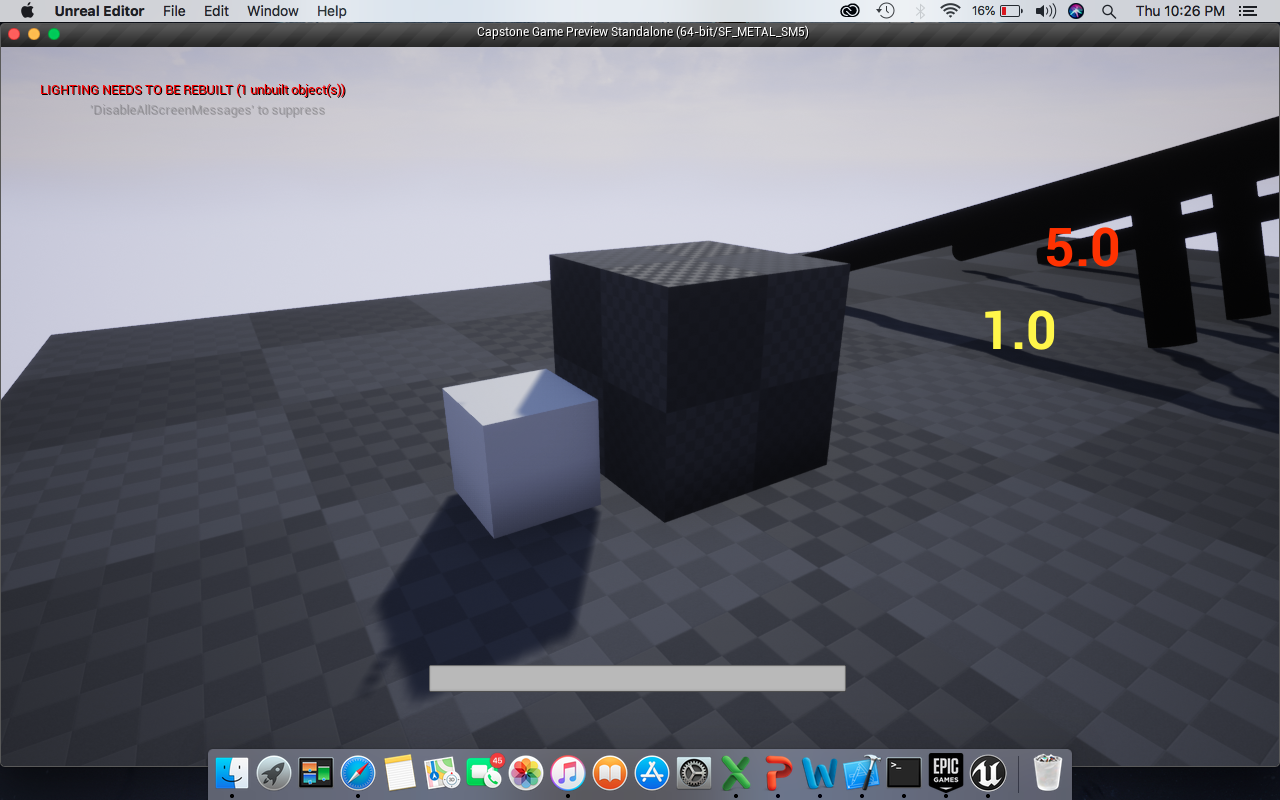 Unreal Editor File Edit Window Help 16% Thu 10:26 PM
Capstone Game Preview Standalone (64-bit/SF_METAL_SM5)
LIGHTING NEEDS TO BE REBUILT (1 unbuilt object(s))
'DisableAllScreenMessages' to suppress
5.0
1.0
45
EPIC
GAMES